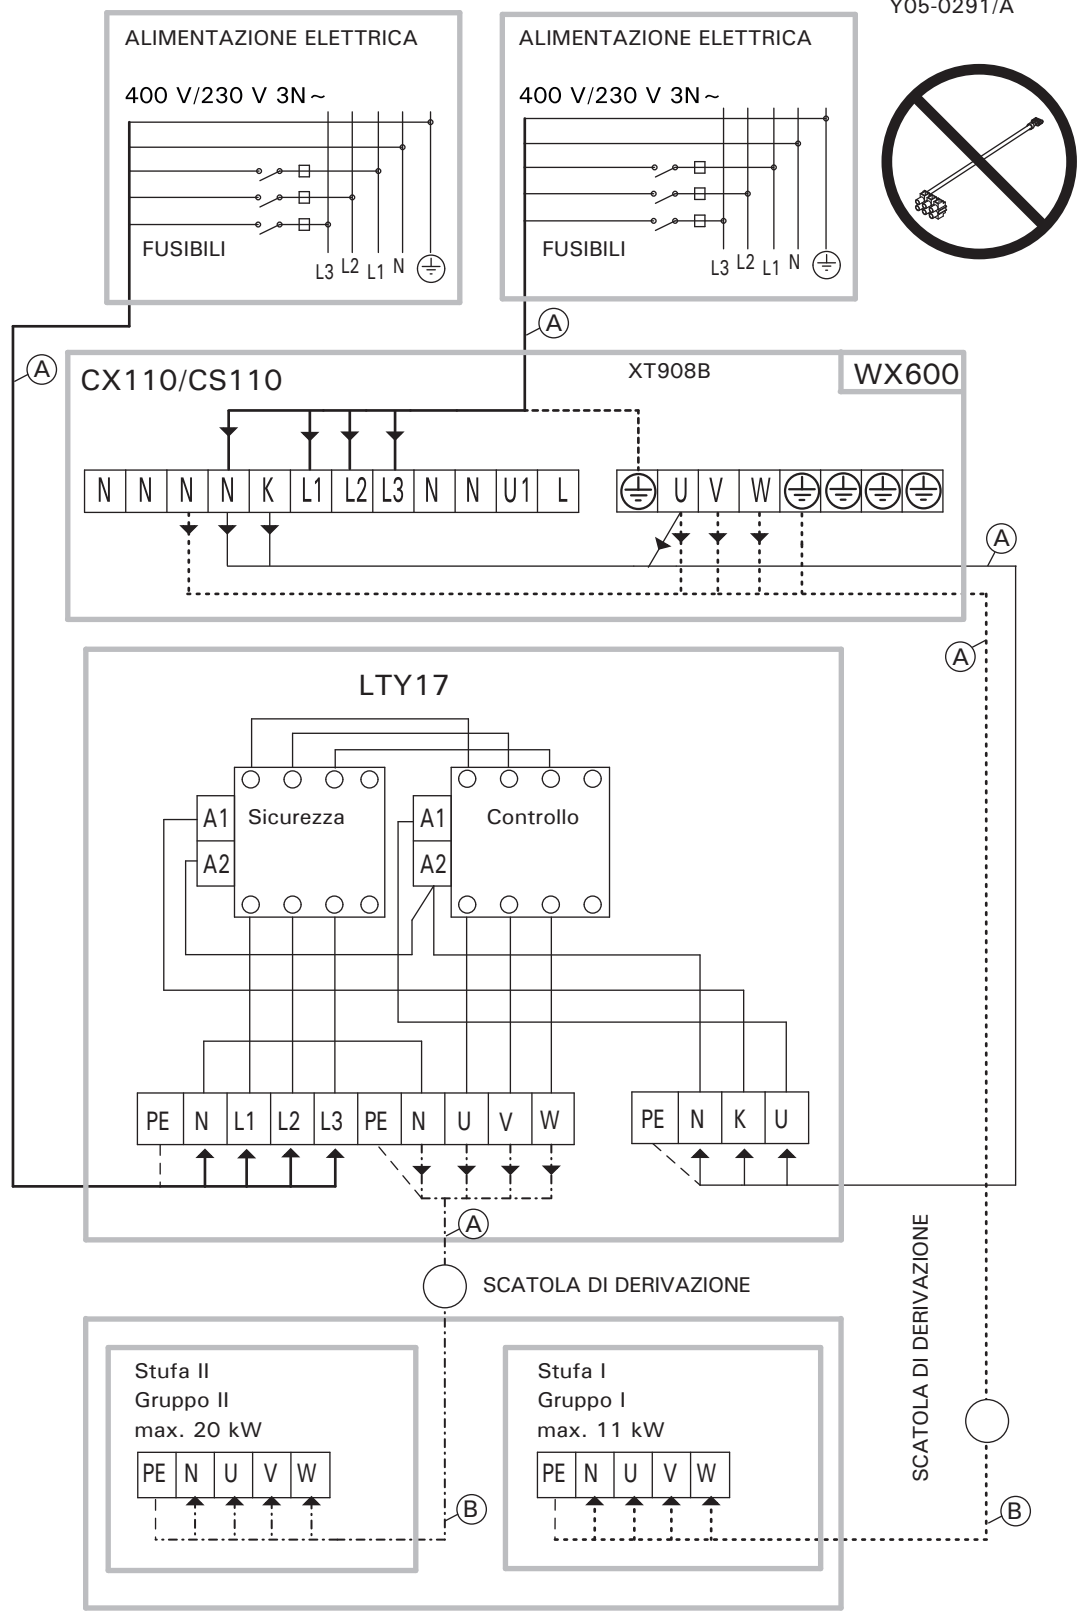 Y05-0291/A
ALIMENTAZIONE ELETTRICA
400 V/230 V 3N~
FUSIBILI
L3 L2 L1 N
ALIMENTAZIONE ELETTRICA
400 V/230 V 3N~
FUSIBILI
L3 L2 L1 N
A
A
CX110/CS110
XT908B
WX600
N N N N K L1 L2 L3 N N U1 L
U V W
A
A
LTY17
A1 Sicurezza
A2
A1 Controllo
A2
PE N L1 L2 L3 PE N U V W
PE N K U
A
SCATOLA DI DERIVAZIONE
SCATOLA DI DERIVAZIONE
Stufa II
Gruppo II
max. 20 kW
PE N U V W
B
Stufa I
Gruppo I
max. 11 kW
PE N U V W
B